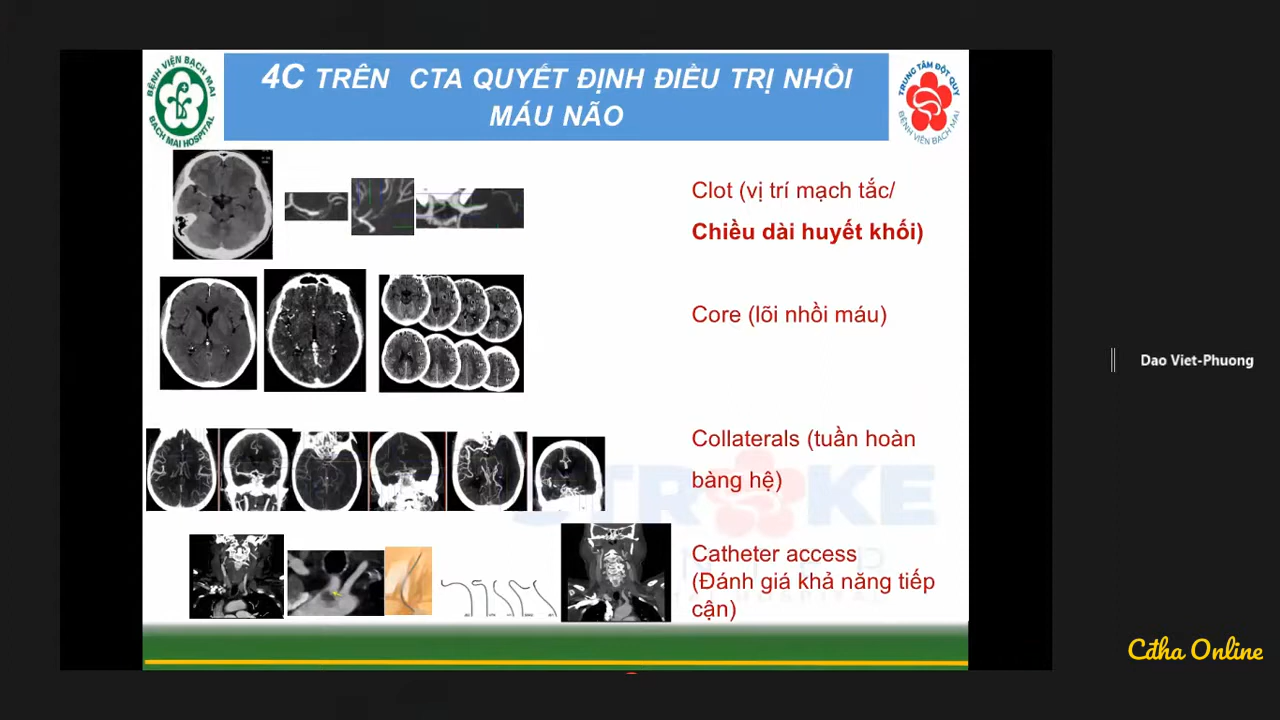 BỆNH VIỆN BẠCH MAI
BACH MAI HOSPITAL
4C TRÊN CTA QUYẾT ĐỊNH ĐIỀU TRỊ NHỒI
MÁU NÃO
TRUNG TÂM ĐỘT QUỴ
BỆNH VIỆN BẠCH MAI
Clot (vị trí mạch tắc/
Chiều dài huyết khối)
Core (lõi nhồi máu)
Collaterals (tuần hoàn
bàng hệ)
Catheter access
(Đánh giá khả năng tiếp
cận)
Dao Viet-Phuong
Cđha Online